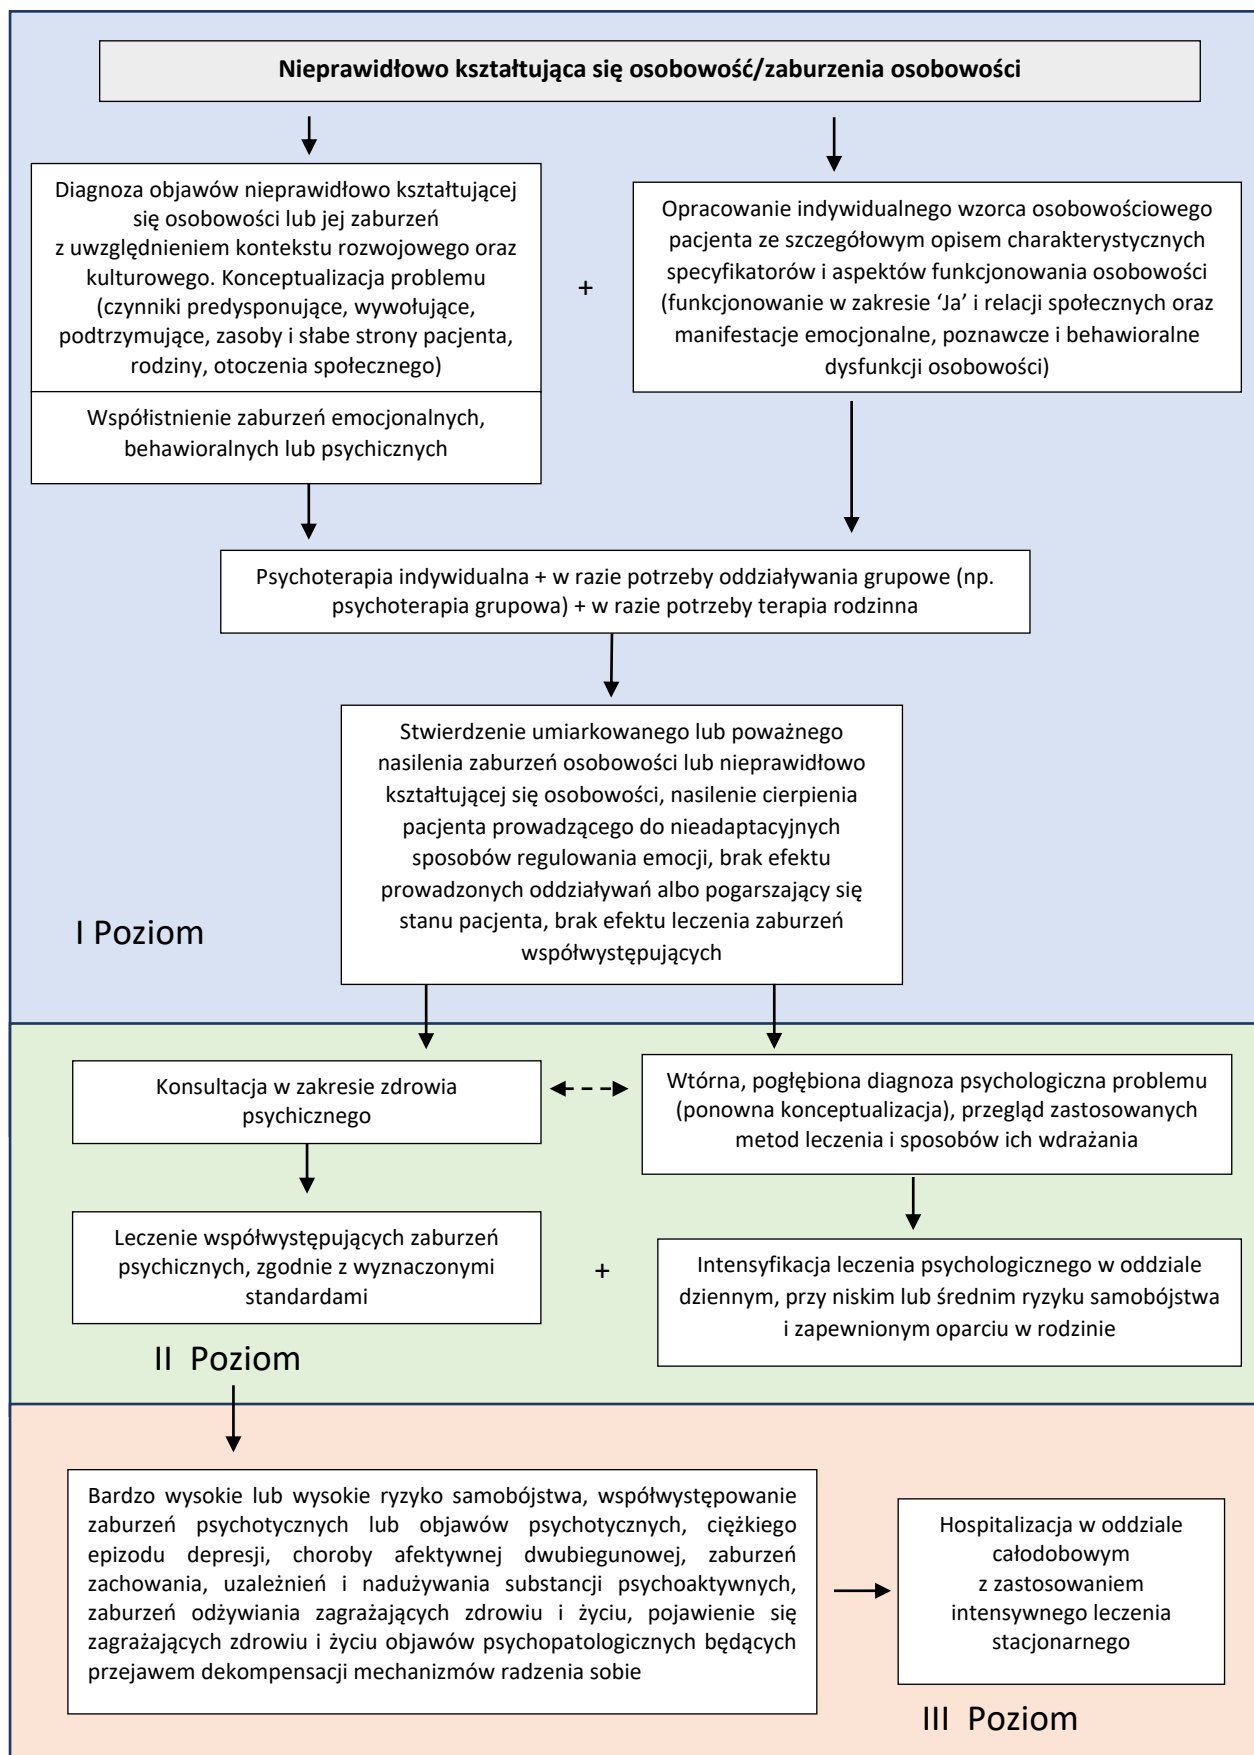 Nieprawidłowo kształtująca się osobowość/zaburzenia osobowości
Diagnoza objawów nieprawidłowo kształtującej
się osobowości lub jej zaburzeń
z uwzględnieniem kontekstu rozwojowego oraz
kulturowego. Konceptualizacja problemu
(czynniki predysponujące, wywołujące,
podtrzymujące, zasoby i słabe strony pacjenta,
rodziny, otoczenia społecznego)
Współistnienie zaburzeń emocjonalnych,
behawioralnych lub psychicznych
+
Opracowanie indywidualnego wzorca osobowościowego
pacjenta ze szczegółowym opisem charakterystycznych
specyfikatorów i aspektów funkcjonowania osobowości
(funkcjonowanie w zakresie ‘Ja’ i relacji społecznych oraz
manifestacje emocjonalne, poznawcze i behawioralne
dysfunkcji osobowości)
Psychoterapia indywidualna + w razie potrzeby oddziaływania grupowe (np.
psychoterapia grupowa) + w razie potrzeby terapia rodzinna
Stwierdzenie umiarkowanego lub poważnego
nasilenia zaburzeń osobowości lub nieprawidłowo
kształtującej się osobowości, nasilenie cierpienia
pacjenta prowadzącego do nieadaptacyjnych
sposobów regulowania emocji, brak efektu
prowadzonych oddziaływań albo pogarszający się
stanu pacjenta, brak efektu leczenia zaburzeń
współwystępujących
I Poziom
Konsultacja w zakresie zdrowia
psychicznego
Wtórna, pogłębiona diagnoza psychologiczna problemu
(ponowna konceptualizacja), przegląd zastosowanych
metod leczenia i sposobów ich wdrażania
Leczenie współwystępujących zaburzeń
psychicznych, zgodnie z wyznaczonymi
standardami
+
Intensyfikacja leczenia psychologicznego w oddziale
dziennym, przy niskim lub średnim ryzyku samobójstwa
i zapewnionym oparciu w rodzinie
II Poziom
Bardzo wysokie lub wysokie ryzyko samobójstwa, współwystępowanie
zaburzeń psychotycznych lub objawów psychotycznych, ciężkiego
epizodu depresji, choroby afektywnej dwubiegunowej, zaburzeń
zachowania, uzależnień i nadużywania substancji psychoaktywnych,
zaburzeń odżywiania zagrażających zdrowiu i życiu, pojawienie się
zagrażających zdrowiu i życiu objawów psychopatologicznych będących
przejawem dekompensacji mechanizmów radzenia sobie
Hospitalizacja w oddziale
całodobowym
z zastosowaniem
intensywnego leczenia
stacjonarnego
III Poziom